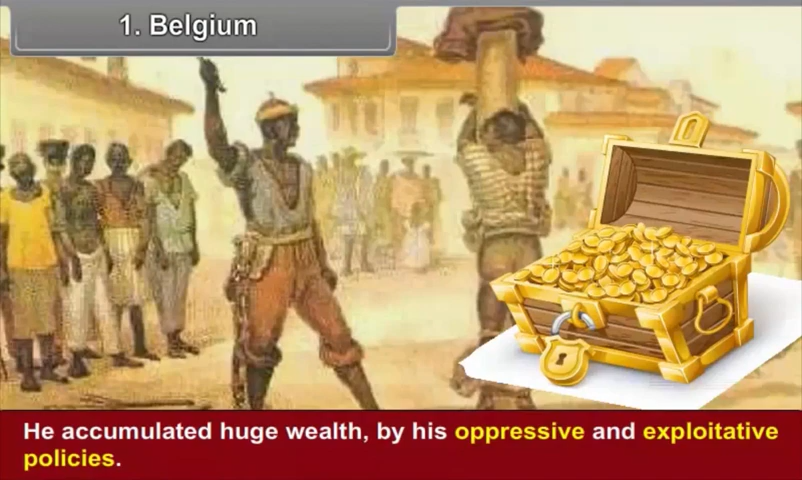 1. Belgium
He accumulated huge wealth, by his oppressive and exploitative
policies.